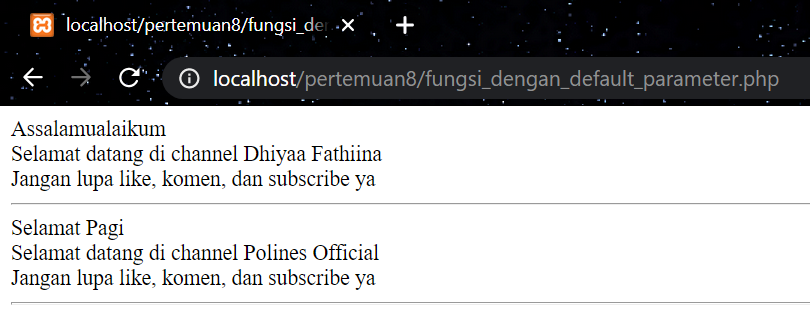 localhost/pertemuan8/fungsi_de
localhost/pertemuan8/fungsi_dengan_default_parameter.php
Assalamualaikum
Selamat datang di channel Dhiyaa Fathiina
Jangan lupa like, komen, dan subscribe ya
Selamat Pagi
Selamat datang di channel Polines Official
Jangan lupa like, komen, dan subscribe ya